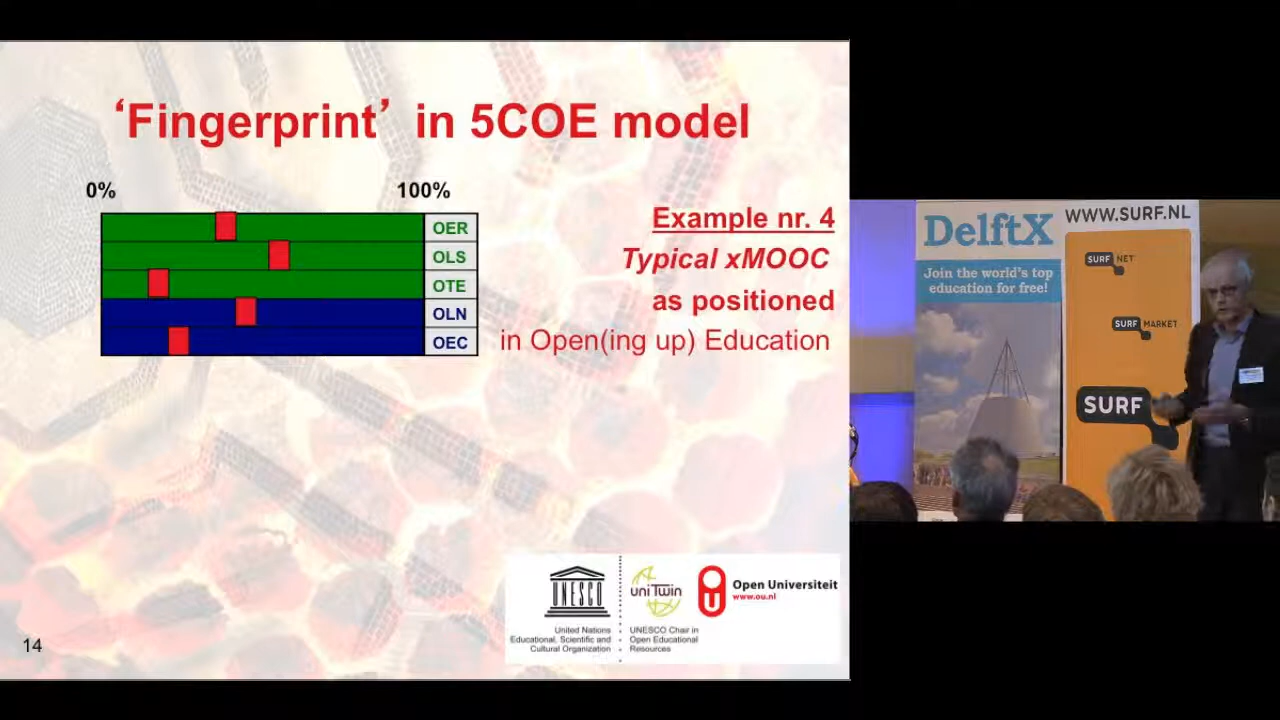 ‘Fingerprint’ in 5COE model
0%
100%
OER
OLS
OTE
OLN
OEC
Example nr. 4
Typical xMOOC
as positioned
in Open(ing up) Education
UNESCO
uniTwin
Open Universiteit
www.ou.nl
United Nations
Educational, Scientific and
Cultural Organization
UNESCO Chair in
Open Educational
Resources
14
DelftX
Join the world's top
education for free!
WWW.SURF.NL
SURF NET
SURF MARKET
SURF